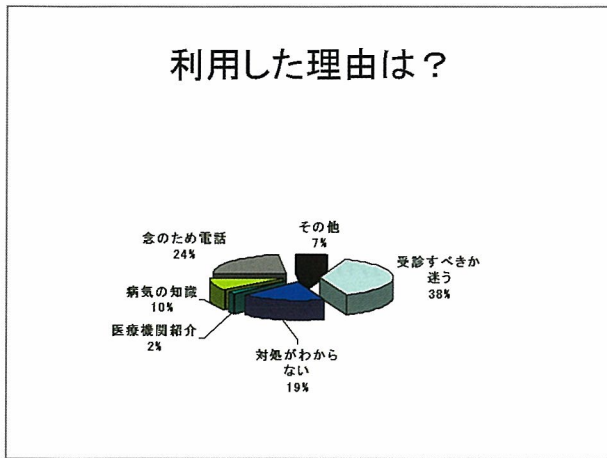 利用した理由は?
その他
7%
受診すべきか
迷う
38%
対処がわから
ない
19%
医療機関紹介
2%
病気の知識
10%
念のため電話
24%